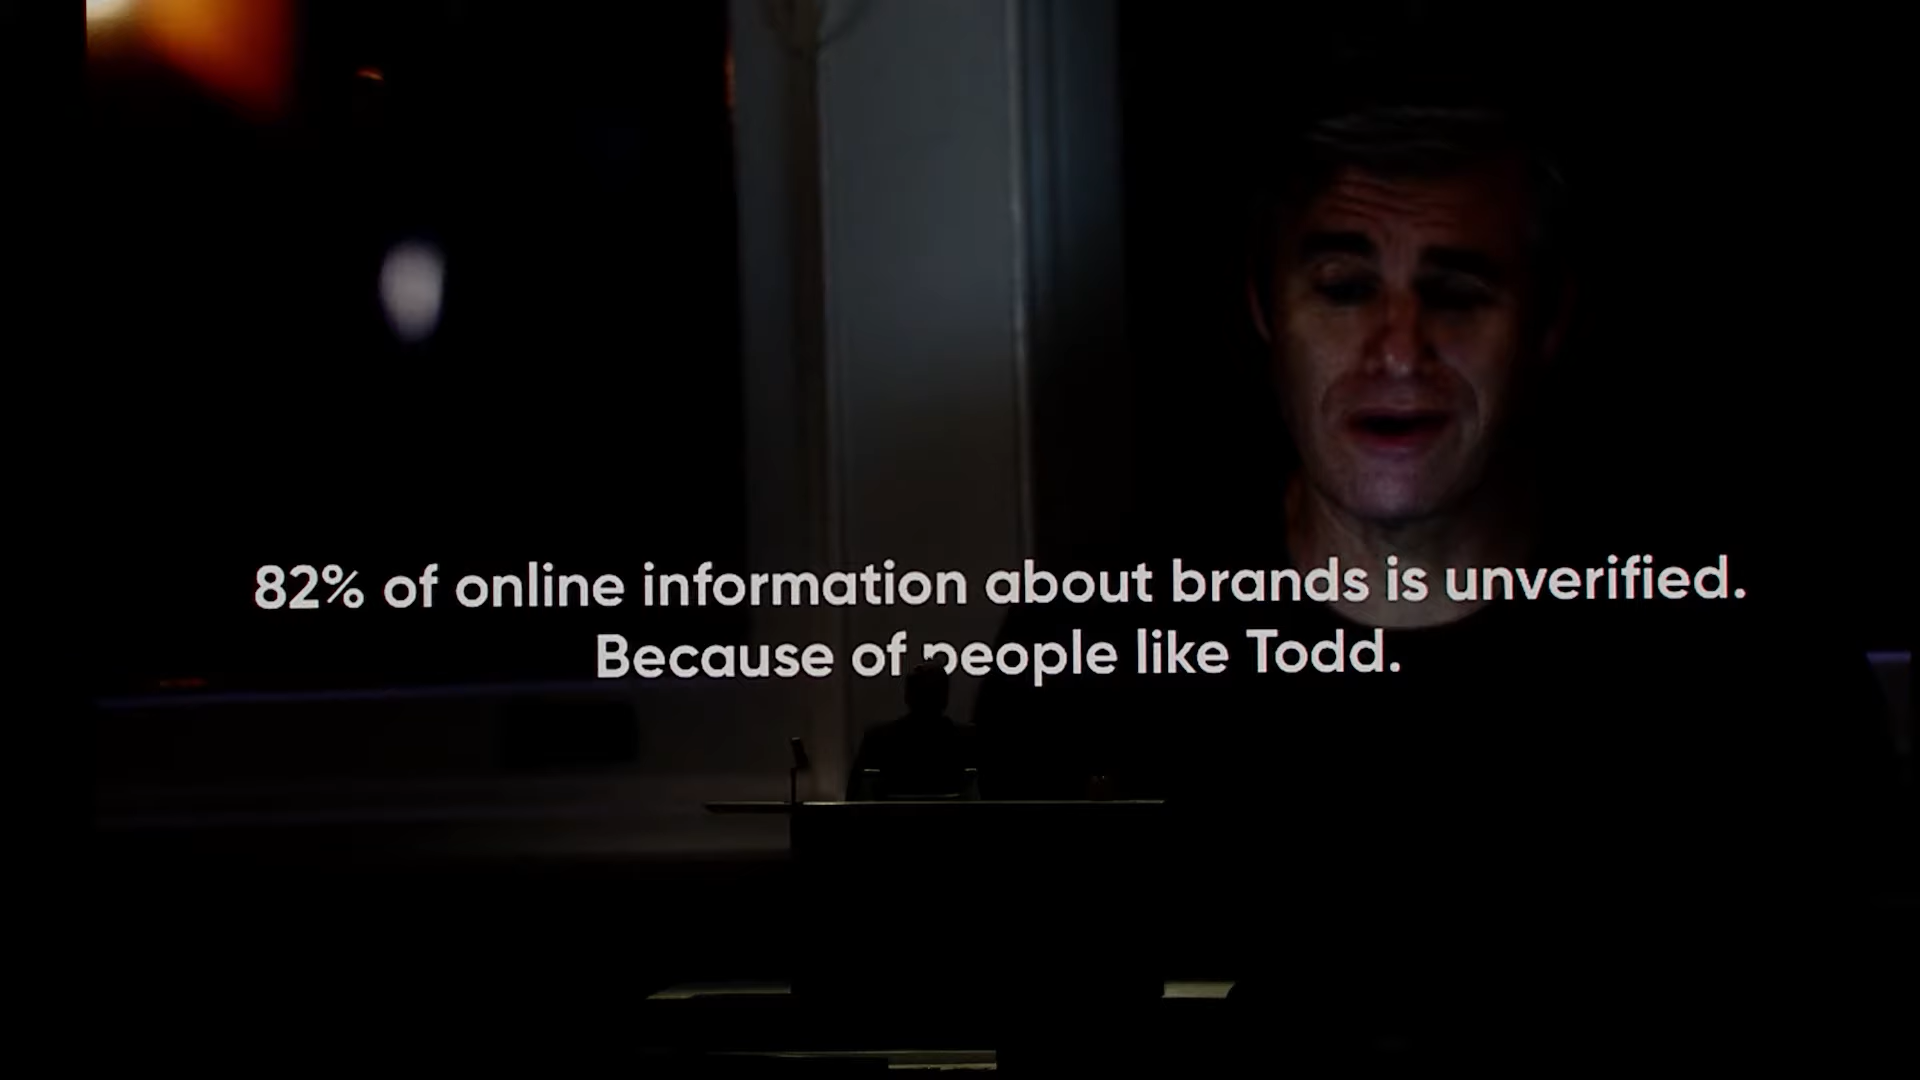 82% of online information about brands is unverified.
Because of people like Todd.